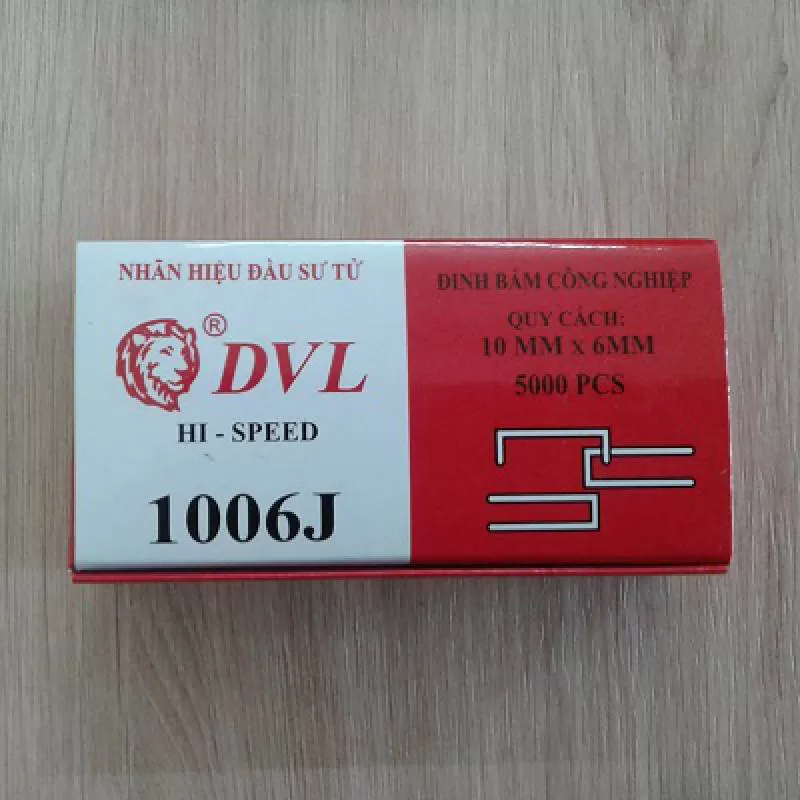 NHÃN HIỆU ĐẦU SƯ TỬ
®
DVL
HI - SPEED
1006J
ĐINH BẤM CÔNG NGHIỆP
QUY CÁCH:
10 MM x 6MM
5000 PCS